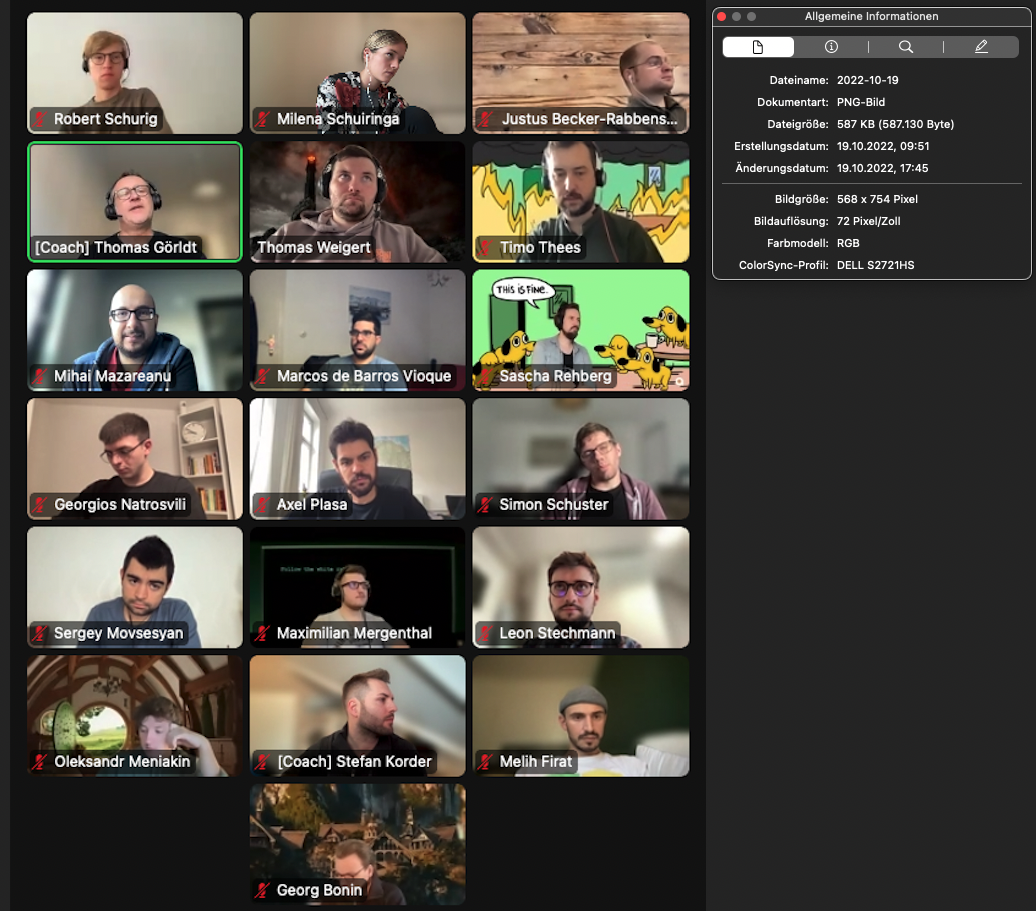 Robert Schurig
Milena Schuiringa
Justus Becker-Rabbens...
[Coach] Thomas Görldt
Thomas Weigert
Timo Thees
Mihai Mazareanu
Marcos de Barros Vioque
THIS IS FINE.
Sascha Rehberg
Georgios Natrosvili
Axel Plasa
Simon Schuster
Sergey Movsesyan
Follow the white
Maximilian Mergenthal
Leon Stechmann
Oleksandr Meniakin
[Coach] Stefan Korder
Melih Firat
Georg Bonin
Allgemeine Informationen
Dateiname: 2022-10-19
Dokumentart: PNG-Bild
Dateigröße: 587 KB (587.130 Byte)
Erstellungsdatum: 19.10.2022, 09:51
Änderungsdatum: 19.10.2022, 17:45
Bildgröße: 568 x 754 Pixel
Bildauflösung: 72 Pixel/Zoll
Farbmodell: RGB
ColorSync-Profil: DELL S2721HS